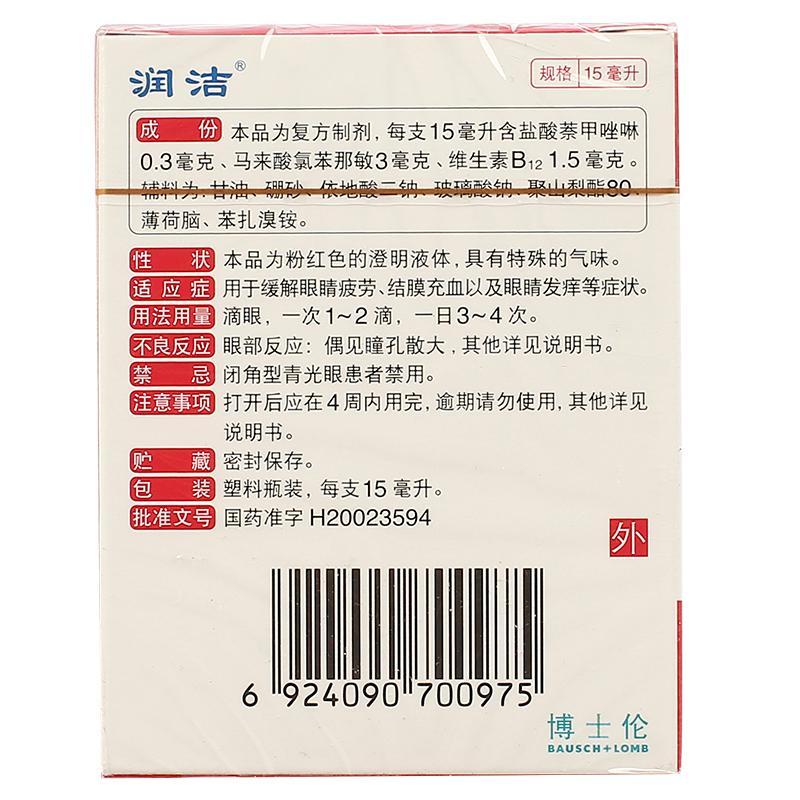 润洁®
规格 15毫升
成份 本品为复方制剂，每支15毫升含盐酸萘甲唑啉
0.3毫克、马来酸氯苯那敏3毫克、维生素B12 1.5毫克。
辅料为：甘油、硼砂、依地酸二钠、玻璃酸钠、聚山梨酯80、
薄荷脑、苯扎溴铵。
性状 本品为粉红色的澄明液体，具有特殊的气味。
适应症 用于缓解眼睛疲劳、结膜充血以及眼睛发痒等症状。
用法用量 滴眼，一次1～2滴，一日3～4次。
不良反应 眼部反应：偶见瞳孔散大，其他详见说明书。
禁忌 闭角型青光眼患者禁用。
注意事项 打开后应在4周内用完，逾期请勿使用，其他详见
说明书。
贮藏 密封保存。
包装 塑料瓶装，每支15毫升。
批准文号 国药准字H20023594
外
6 924090 700975
博士伦
BAUSCH+LOMB